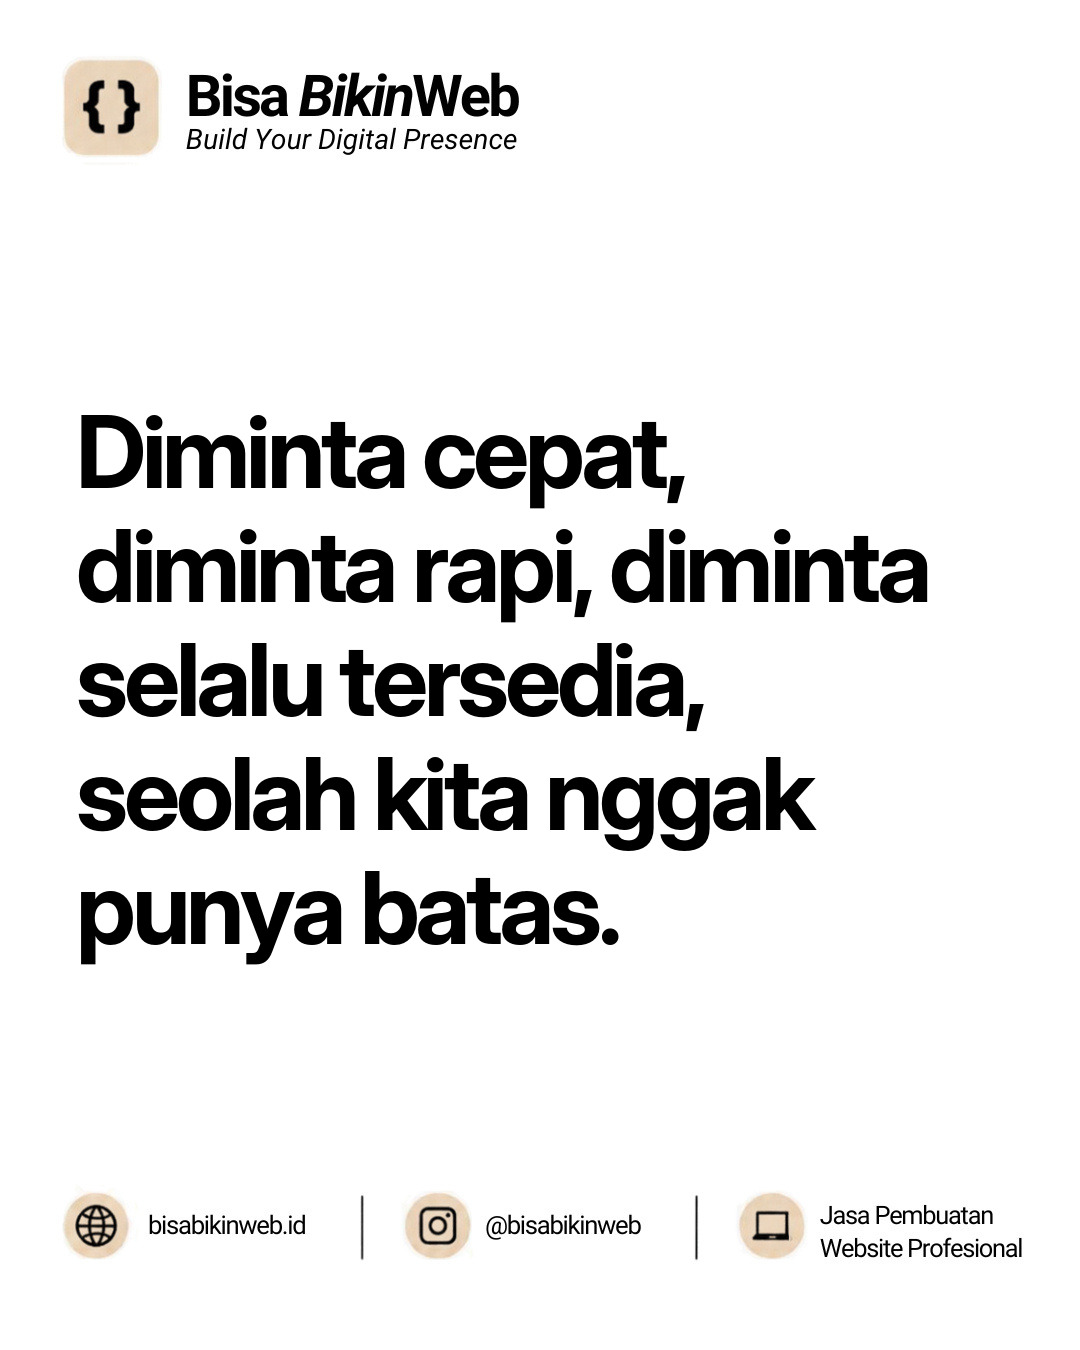 { }
Bisa BikinWeb
Build Your Digital Presence
Diminta cepat,
diminta rapi, diminta
selalu tersedia,
seolah kita nggak
punya batas.
bisabikinweb.id
@bisabikinweb
Jasa Pembuatan
Website Profesional